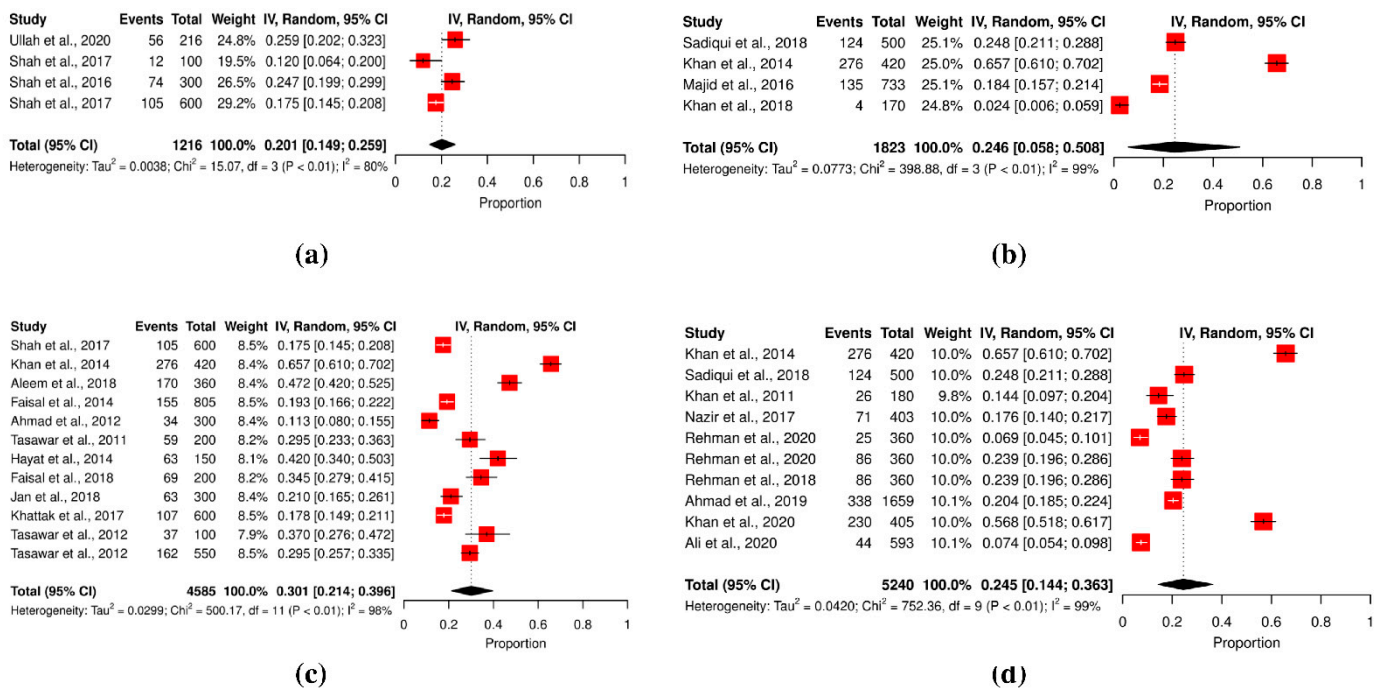 Study Events Total Weight IV, Random, 95% CI IV, Random, 95% CI
Ullah et al., 2020 56 216 24.8% 0.259 [0.202; 0.323]
Shah et al., 2017 12 100 19.5% 0.120 [0.064; 0.200]
Shah et al., 2016 74 300 26.5% 0.247 [0.199; 0.299]
Shah et al., 2017 105 600 29.2% 0.175 [0.145; 0.208]
Total (95% CI) 1216 100.0% 0.201 [0.149; 0.259]
Heterogeneity: Tau² = 0.0038; Chi² = 15.07, df = 3 (P < 0.01); I² = 80%
0 0.2 0.4 0.6 0.8 1
Proportion
(a)
Study Events Total Weight IV, Random, 95% CI IV, Random, 95% CI
Sadiqui et al., 2018 124 500 25.1% 0.248 [0.211; 0.288]
Khan et al., 2014 276 420 25.0% 0.657 [0.610; 0.702]
Majid et al., 2016 135 733 25.1% 0.184 [0.157; 0.214]
Khan et al., 2018 4 170 24.8% 0.024 [0.006; 0.059]
Total (95% CI) 1823 100.0% 0.246 [0.058; 0.508]
Heterogeneity: Tau² = 0.0773; Chi² = 398.88, df = 3 (P < 0.01); I² = 99%
0 0.2 0.4 0.6 0.8 1
Proportion
(b)
Study Events Total Weight IV, Random, 95% CI IV, Random, 95% CI
Shah et al., 2017 105 600 8.5% 0.175 [0.145; 0.208]
Khan et al., 2014 276 420 8.4% 0.657 [0.610; 0.702]
Aleem et al., 2018 170 360 8.4% 0.472 [0.420; 0.525]
Faisal et al., 2014 155 805 8.5% 0.193 [0.166; 0.222]
Ahmad et al., 2012 34 300 8.4% 0.113 [0.080; 0.155]
Tasawar et al., 2011 59 200 8.2% 0.295 [0.233; 0.363]
Hayat et al., 2014 63 150 8.1% 0.420 [0.340; 0.503]
Faisal et al., 2018 69 200 8.2% 0.345 [0.279; 0.415]
Jan et al., 2018 63 300 8.4% 0.210 [0.165; 0.261]
Khattak et al., 2017 107 600 8.5% 0.178 [0.149; 0.211]
Tasawar et al., 2012 37 100 7.9% 0.370 [0.276; 0.472]
Tasawar et al., 2012 162 550 8.5% 0.295 [0.257; 0.335]
Total (95% CI) 4585 100.0% 0.301 [0.214; 0.396]
Heterogeneity: Tau² = 0.0299; Chi² = 500.17, df = 11 (P < 0.01); I² = 98%
0 0.2 0.4 0.6 0.8 1
Proportion
(c)
Study Events Total Weight IV, Random, 95% CI IV, Random, 95% CI
Khan et al., 2014 276 420 10.0% 0.657 [0.610; 0.702]
Sadiqui et al., 2018 124 500 10.0% 0.248 [0.211; 0.288]
Khan et al., 2011 26 180 9.8% 0.144 [0.097; 0.204]
Nazir et al., 2017 71 403 10.0% 0.176 [0.140; 0.217]
Rehman et al., 2020 25 360 10.0% 0.069 [0.045; 0.101]
Rehman et al., 2020 86 360 10.0% 0.239 [0.196; 0.286]
Rehman et al., 2018 86 360 10.0% 0.239 [0.196; 0.286]
Ahmad et al., 2019 338 1659 10.1% 0.204 [0.185; 0.224]
Khan et al., 2020 230 405 10.0% 0.568 [0.518; 0.617]
Ali et al., 2020 44 593 10.1% 0.074 [0.054; 0.098]
Total (95% CI) 5240 100.0% 0.245 [0.144; 0.363]
Heterogeneity: Tau² = 0.0420; Chi² = 752.36, df = 9 (P < 0.01); I² = 99%
0 0.2 0.4 0.6 0.8 1
Proportion
(d)